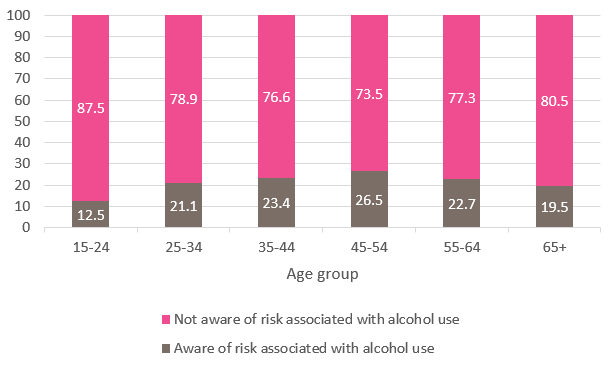 100
90
80
70
60
50
40
30
20
10
0
87.5 78.9 76.6 73.5 77.3 80.5
12.5 21.1 23.4 26.5 22.7 19.5
15-24 25-34 35-44 45-54 55-64 65+
Age group
Not aware of risk associated with alcohol use
Aware of risk associated with alcohol use